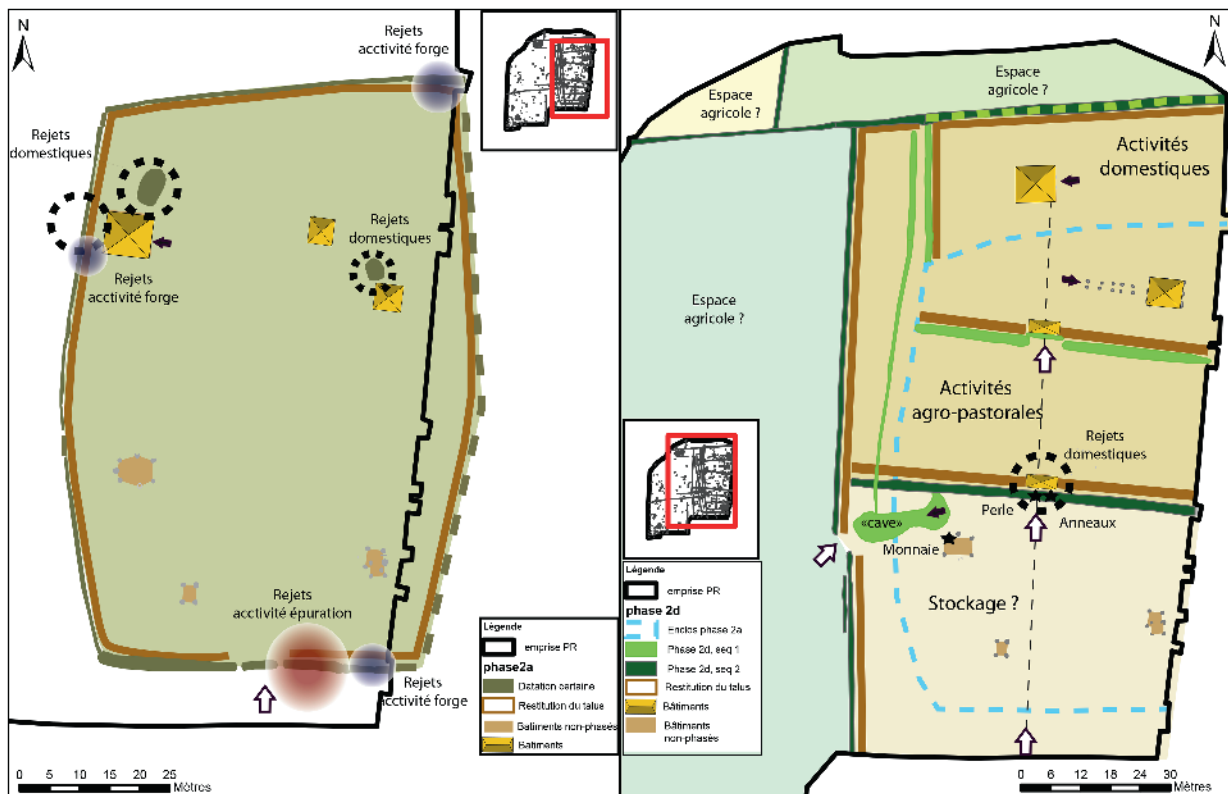 N
Rejets
acctivité forge
Rejets
domestiques
Rejets
domestiques
Rejets
acctivité forge
Rejets
acctivité épuration
Rejets
acctivité forge
Légende
emprise PR
phase2a
Datation certaine
Restitution du talue
Batiments non-phasés
Batiments
0 5 10 15 20 25
Mètres
N
Espace
agricole ?
Espace
agricole ?
Activités
domestiques
Espace
agricole ?
Activités
agro-pastorales
Rejets
domestiques
Perle
Anneaux
«cave»
Monnaie
Stockage ?
Légende
emprise PR
phase 2d
Enclos phase 2a
Phase 2d, seq 1
Phase 2d, seq 2
Restitution du talus
Bâtiments
Bâtiments
non-phasés
0 6 12 18 24 30
Mètres